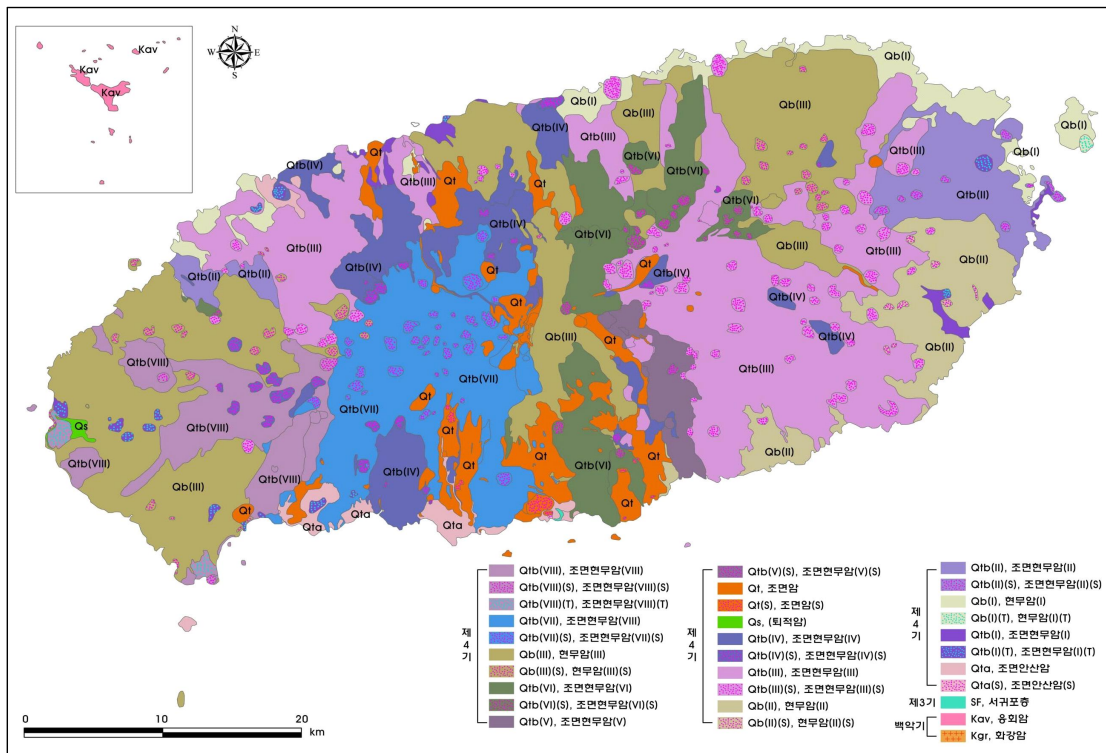 Kav
Kav
Kav
N
W E
S
Qb(I)
Qb(I)
Qb(III)
Qb(III)
Qtb(IV)
Qtb(III)
Qb(I)
Qt
Qtb(IV)
Qtb(III)
Qt
Qt
Qtb(VI)
Qtb(VI)
Qtb(III)
Qb(I)
Qtb(II)
Qtb(VI)
Qtb(IV)
Qtb(III)
Qtb(VI)
Qb(III)
Qtb(III)
Qtb(II)
Qtb(II)
Qtb(IV)
Qt
Qt
Qtb(IV)
Qb(II)
Qt
Qtb(IV)
Qtb(IV)
Qb(III)
Qt
Qb(II)
Qtb(VIII)
Qtb(VII)
Qtb(VII)
Qtb(III)
Qt
Qs
Qtb(VIII)
Qt
Qt
Qt
Qb(II)
Qtb(VIII)
Qtb(VIII)
Qtb(IV)
Qtb(VI)
Qb(III)
Qt
Qt
Qta
Qta
Qta
제4기
Qtb(VIII), 조면현무암(VIII)
Qtb(VIII)(S), 조면현무암(VIII)(S)
Qtb(VIII)(T), 조면현무암(VIII)(T)
Qtb(VII), 조면현무암(VIII)
Qtb(VII)(S), 조면현무암(VII)(S)
Qb(III), 현무암(III)
Qb(III)(S), 현무암(III)(S)
Qtb(VI), 조면현무암(VI)
Qtb(VI)(S), 조면현무암(VI)(S)
Qtb(V), 조면현무암(V)
제4기
Qtb(V)(S), 조면현무암(V)(S)
Qt, 조면암
Qt(S), 조면암(S)
Qs, (퇴적암)
Qtb(IV), 조면현무암(IV)
Qtb(IV)(S), 조면현무암(IV)(S)
Qtb(III), 조면현무암(III)
Qtb(III)(S), 조면현무암(III)(S)
Qb(II), 현무암(II)
Qb(II)(S), 현무암(II)(S)
제4기
Qtb(II), 조면현무암(II)
Qtb(II)(S), 조면현무암(II)(S)
Qb(I), 현무암(I)
Qb(I)(T), 현무암(I)(T)
Qtb(I), 조면현무암(I)
Qtb(I)(T), 조면현무암(I)(T)
Qta, 조면안산암
Qta(S), 조면안산암(S)
제3기
SF, 서귀포층
백악기
Kav, 응회암
Kgr, 화강암
0 10 20
km